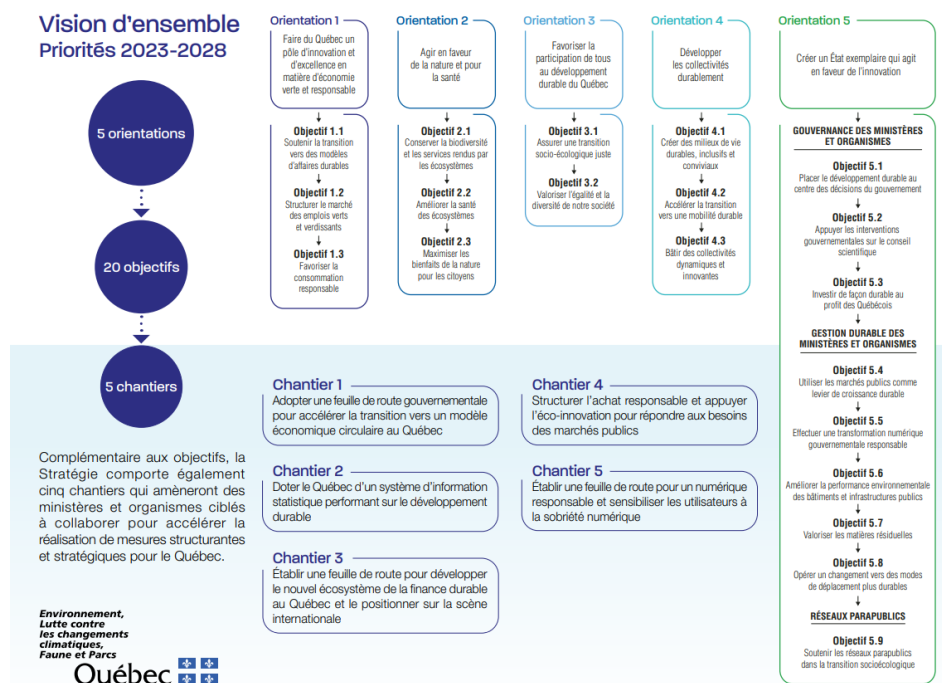 Vision d'ensemble
Priorités 2023-2028
5 orientations
20 objectifs
5 chantiers
Complémentaire aux objectifs, la
Stratégie comporte également
cinq chantiers qui amèneront des
ministères et organismes ciblés
à collaborer pour accélérer la
réalisation de mesures structurantes
et stratégiques pour le Québec.
Environnement,
Lutte contre
les changements
climatiques,
Faune et Parcs
Québec
Orientation 1
Faire du Québec un
pôle d'innovation et
d'excellence en
matière d'économie
verte et responsable
Objectif 1.1
Soutenir la transition
vers des modèles
d'affaires durables
Objectif 1.2
Structurer le marché
des emplois verts
et verdissants
Objectif 1.3
Favoriser la
consommation
responsable
Orientation 2
Agir en faveur
de la nature et pour
la santé
Objectif 2.1
Conserver la biodiversité
et les services rendus par
les écosystèmes
Objectif 2.2
Améliorer la santé
des écosystèmes
Objectif 2.3
Maximiser les
bienfaits de la nature
pour les citoyens
Orientation 3
Favoriser la
participation de tous
au développement
durable du Québec
Objectif 3.1
Assurer une transition
socio-écologique juste
Objectif 3.2
Valoriser l'égalité et la
diversité de notre société
Orientation 4
Développer
les collectivités
durablement
Objectif 4.1
Créer des milieux de vie
durables, inclusifs et
conviviaux
Objectif 4.2
Accélérer la transition
vers une mobilité durable
Objectif 4.3
Bâtir des collectivités
dynamiques et
innovantes
Orientation 5
Créer un État exemplaire qui agit
en faveur de l'innovation
GOUVERNANCE DES MINISTÈRES
ET ORGANISMES
Objectif 5.1
Placer le développement durable au
centre des décisions du gouvernement
Objectif 5.2
Appuyer les interventions
gouvernementales sur le conseil
scientifique
Objectif 5.3
Investir de façon durable au
profit des Québécois
GESTION DURABLE DES
MINISTÈRES ET ORGANISMES
Objectif 5.4
Utiliser les marchés publics comme
levier de croissance durable
Objectif 5.5
Effectuer une transformation numérique
gouvernementale responsable
Objectif 5.6
Améliorer la performance environnementale
des bâtiments et infrastructures publics
Objectif 5.7
Valoriser les matières résiduelles
Objectif 5.8
Opérer un changement vers des modes
de déplacement plus durables
RÉSEAUX PARAPUBLICS
Objectif 5.9
Soutenir les réseaux parapublics
dans la transition socioécologique
Chantier 1
Adopter une feuille de route gouvernementale
pour accélérer la transition vers un modèle
économique circulaire au Québec
Chantier 2
Doter le Québec d'un système d'information
statistique performant sur le développement
durable
Chantier 3
Établir une feuille de route pour développer
le nouvel écosystème de la finance durable
au Québec et le positionner sur la scène
internationale
Chantier 4
Structurer l'achat responsable et appuyer
l'éco-innovation pour répondre aux besoins
des marchés publics
Chantier 5
Établir une feuille de route pour un numérique
responsable et sensibiliser les utilisateurs à
la sobriété numérique